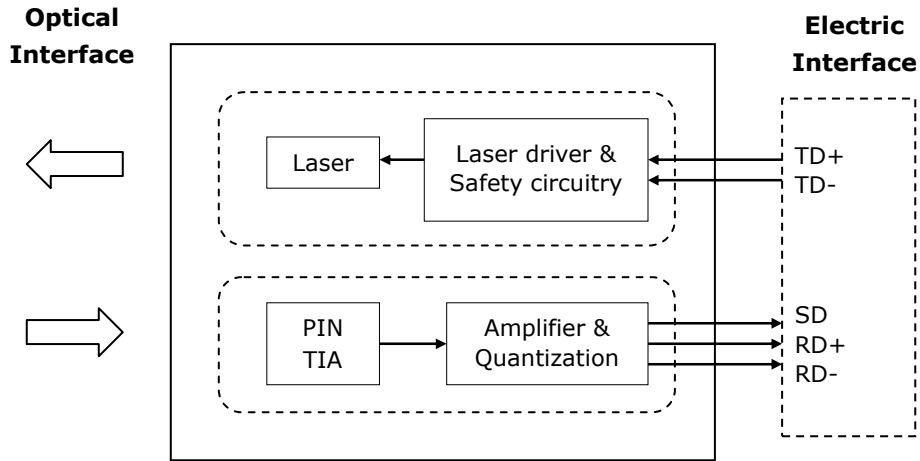 Optical
Interface
Electric
Interface
Laser
Laser driver &
Safety circuitry
TD+
TD-
PIN
TIA
Amplifier &
Quantization
SD
RD+
RD-